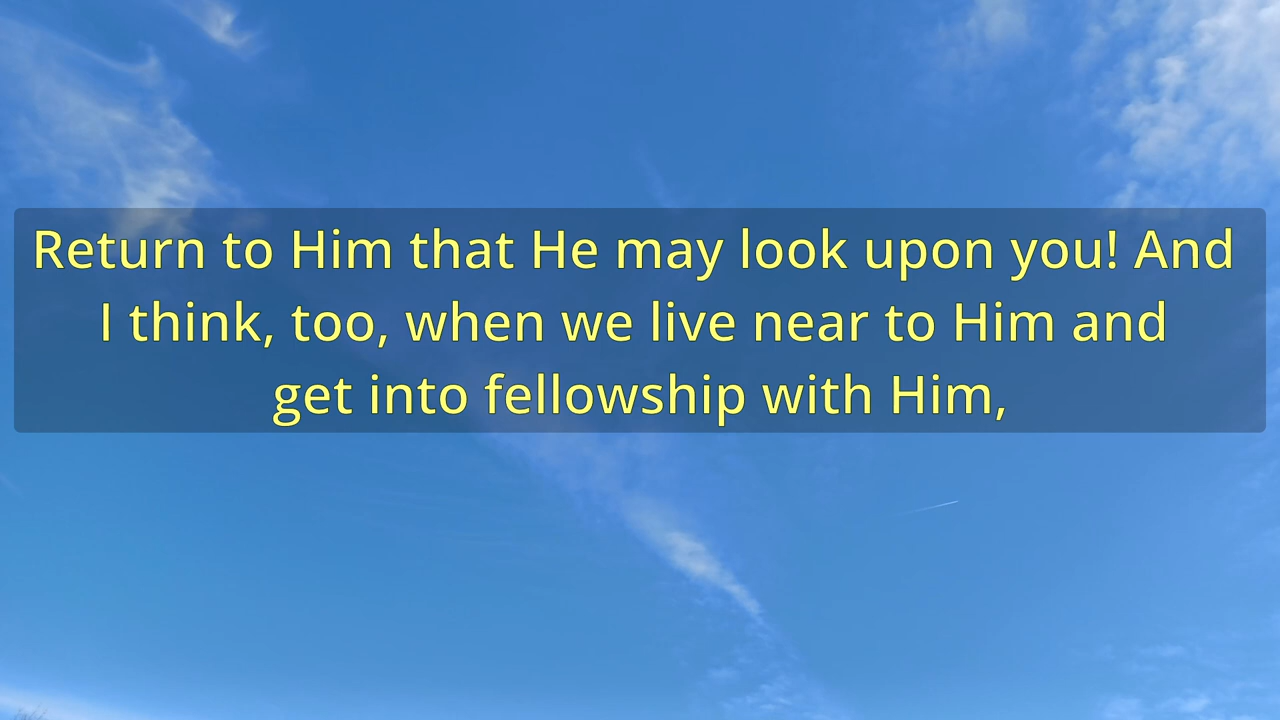 Return to Him that He may look upon you! And
I think, too, when we live near to Him and
get into fellowship with Him,